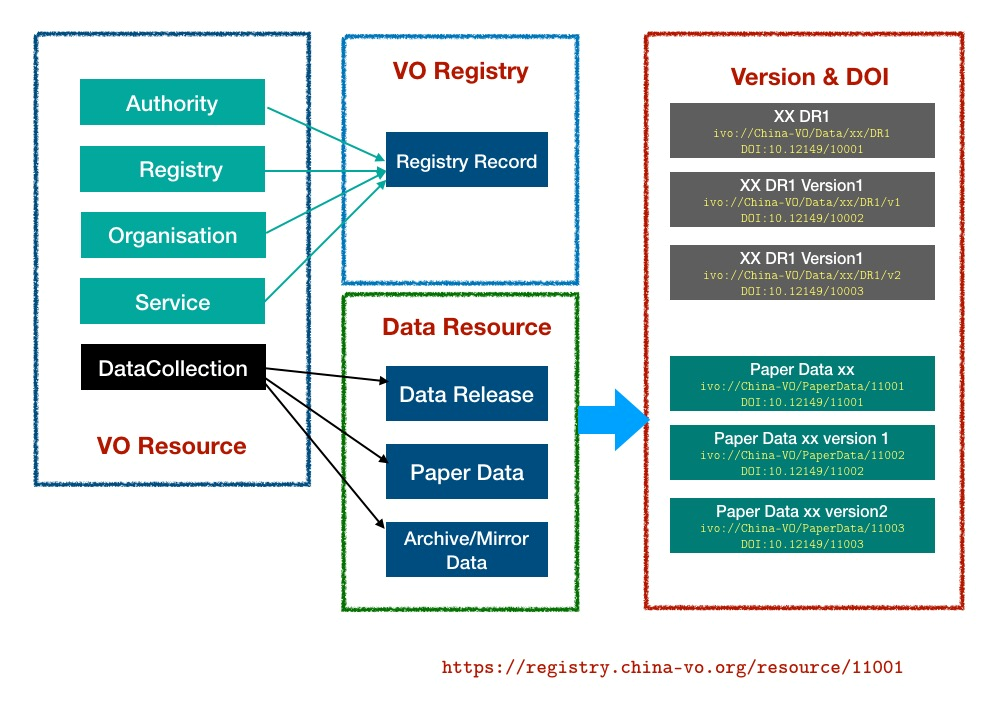 Authority
Registry
Organisation
Service
DataCollection
VO Resource
VO Registry
Registry Record
Data Resource
Data Release
Paper Data
Archive/Mirror
Data
Version & DOI
XX DR1
ivo://China-VO/Data/xx/DR1
DOI:10.12149/10001
XX DR1 Version1
ivo://China-VO/Data/xx/DR1/v1
DOI:10.12149/10002
XX DR1 Version1
ivo://China-VO/Data/xx/DR1/v2
DOI:10.12149/10003
Paper Data xx
ivo://China-VO/PaperData/11001
DOI:10.12149/11001
Paper Data xx version 1
ivo://China-VO/PaperData/11002
DOI:10.12149/11002
Paper Data xx version2
ivo://China-VO/PaperData/11003
DOI:10.12149/11003
https://registry.china-vo.org/resource/11001